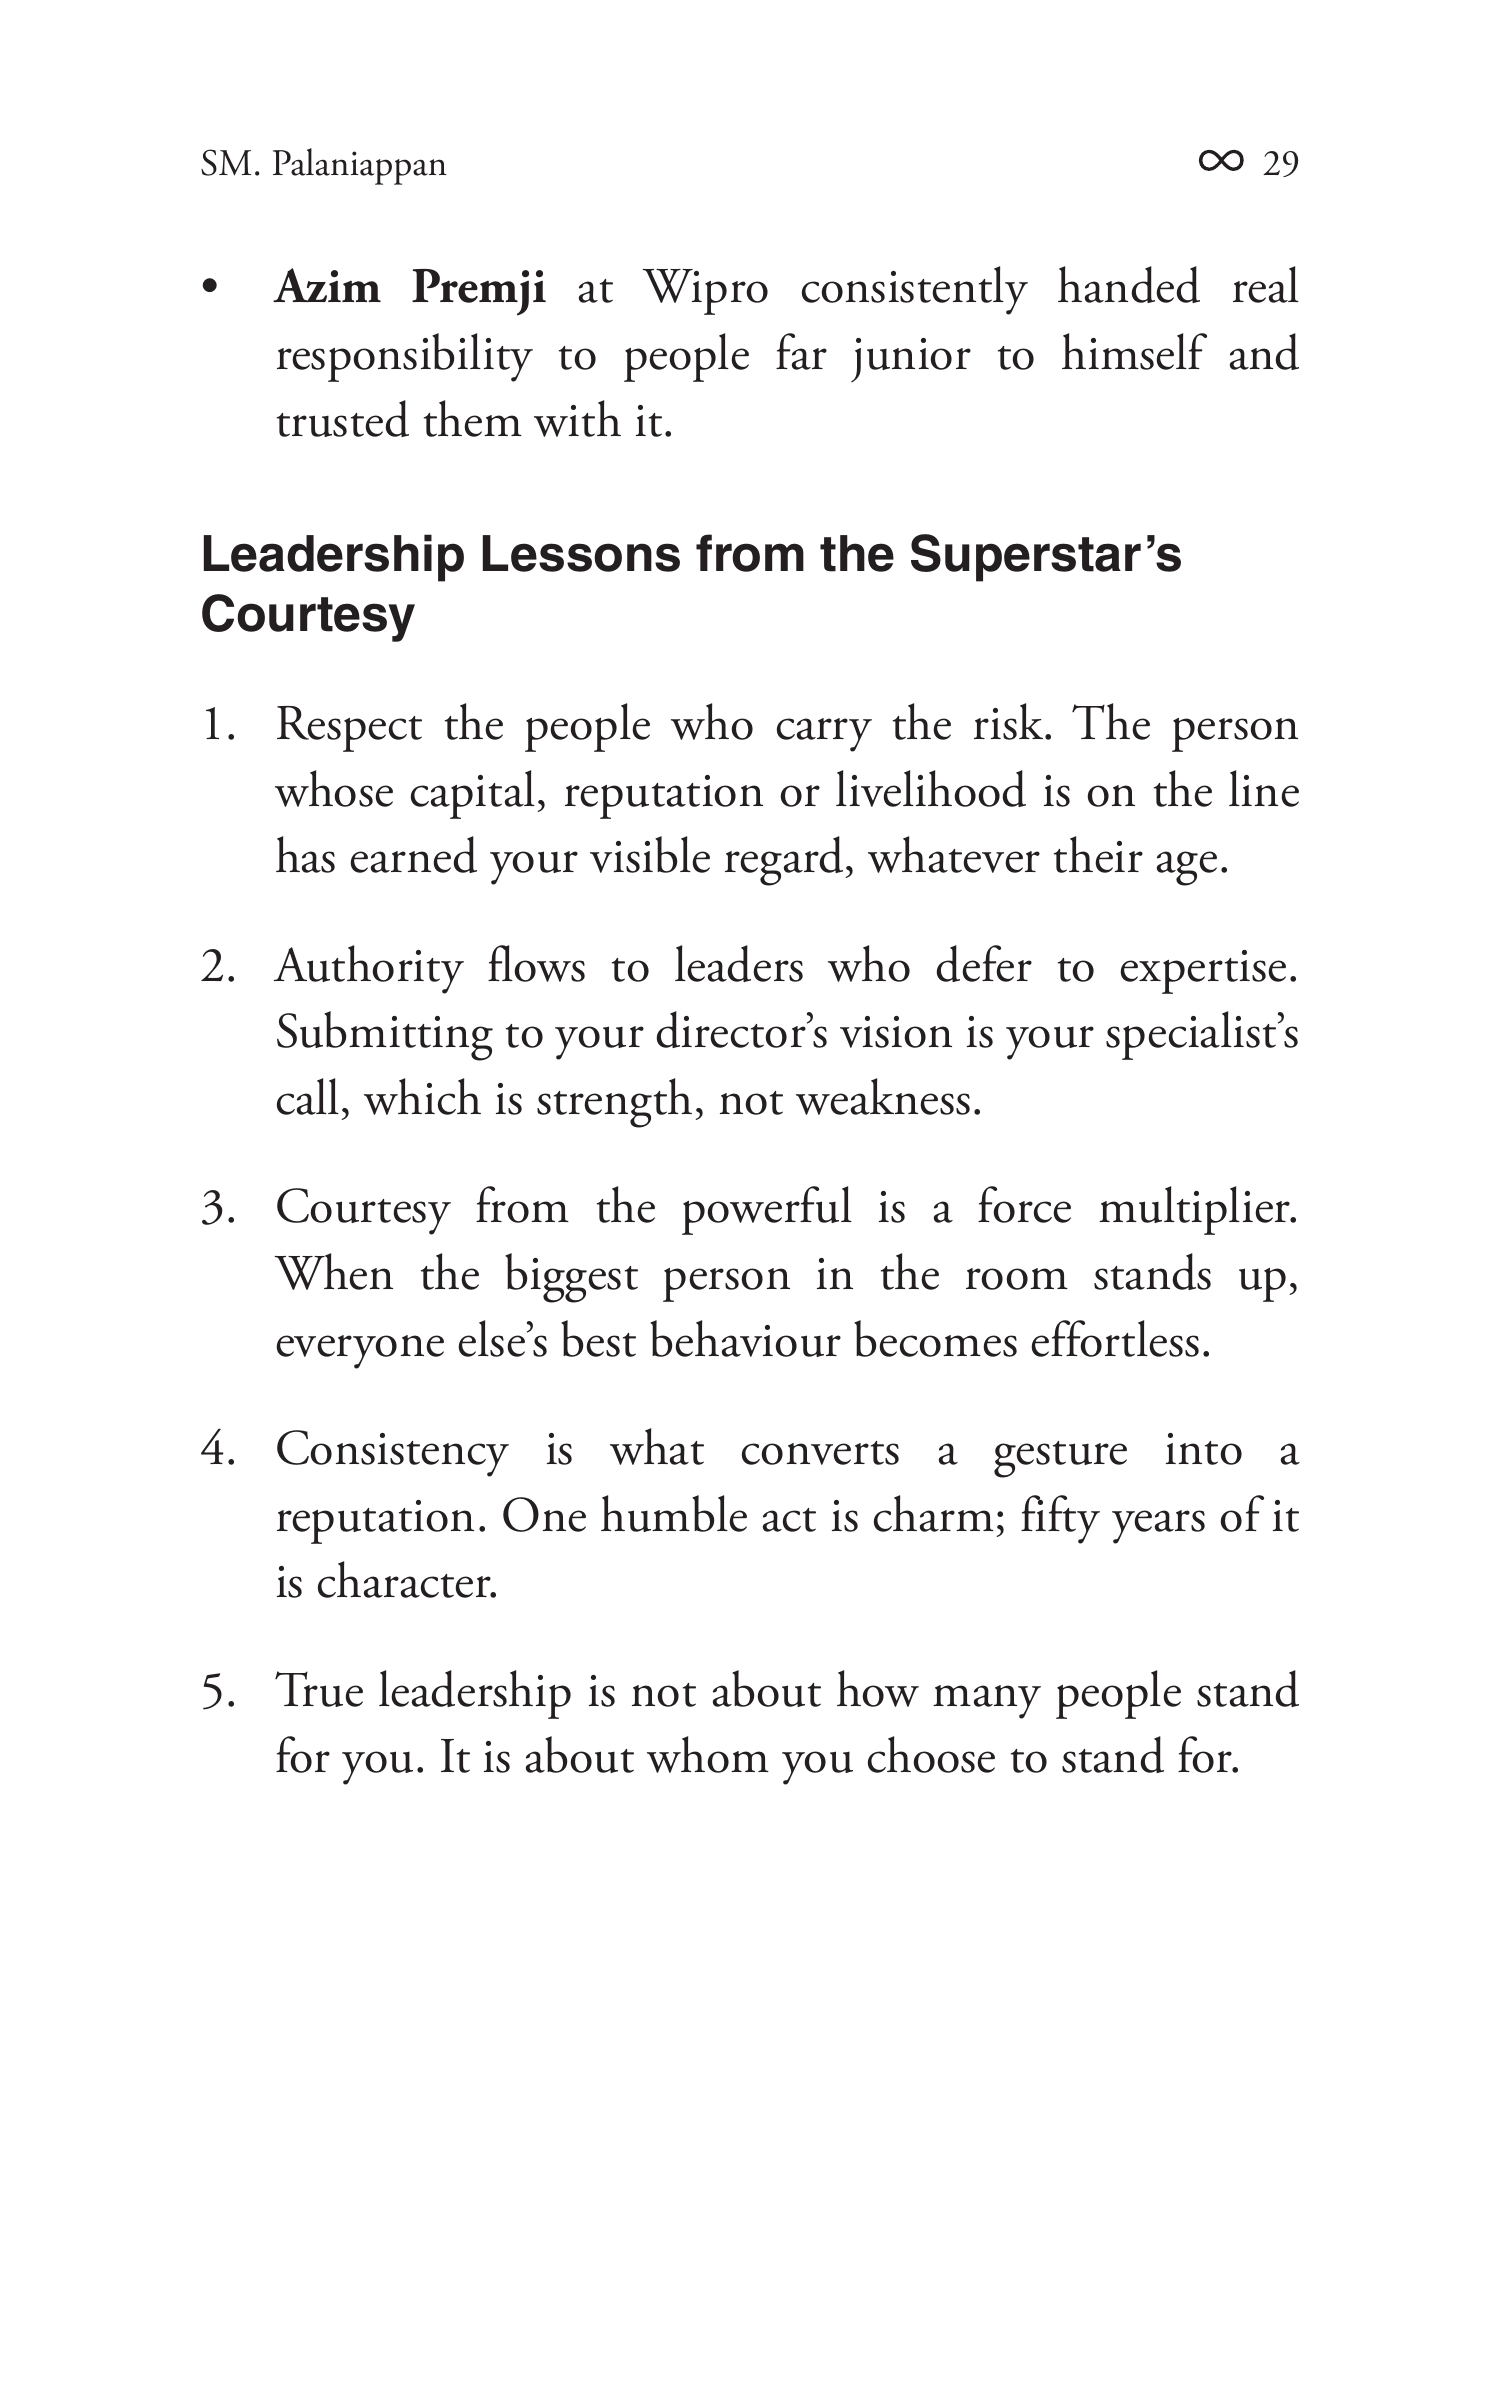 SM. Palaniappan ∞ 29
• Azim Premji at Wipro consistently handed real
responsibility to people far junior to himself and
trusted them with it.
Leadership Lessons from the Superstar’s
Courtesy
1. Respect the people who carry the risk. The person
whose capital, reputation or livelihood is on the line
has earned your visible regard, whatever their age.
2. Authority flows to leaders who defer to expertise.
Submitting to your director’s vision is your specialist’s
call, which is strength, not weakness.
3. Courtesy from the powerful is a force multiplier.
When the biggest person in the room stands up,
everyone else’s best behaviour becomes effortless.
4. Consistency is what converts a gesture into a
reputation. One humble act is charm; fifty years of it
is character.
5. True leadership is not about how many people stand
for you. It is about whom you choose to stand for.